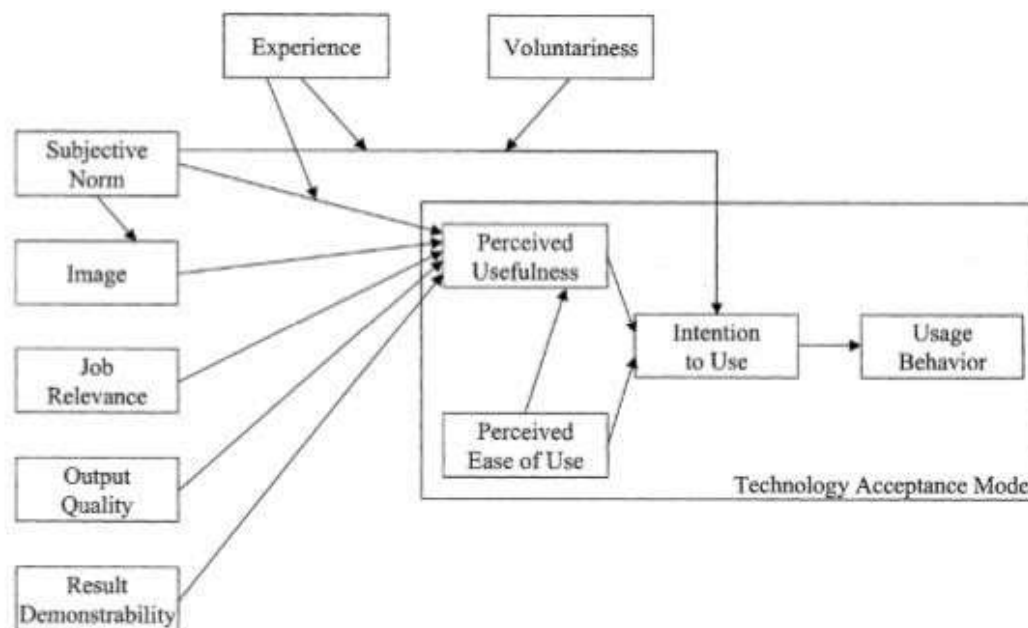 Experience
Voluntariness
Subjective
Norm
Image
Job
Relevance
Output
Quality
Result
Demonstrability
Perceived
Usefulness
Perceived
Ease of Use
Intention
to Use
Usage
Behavior
Technology Acceptance Mode